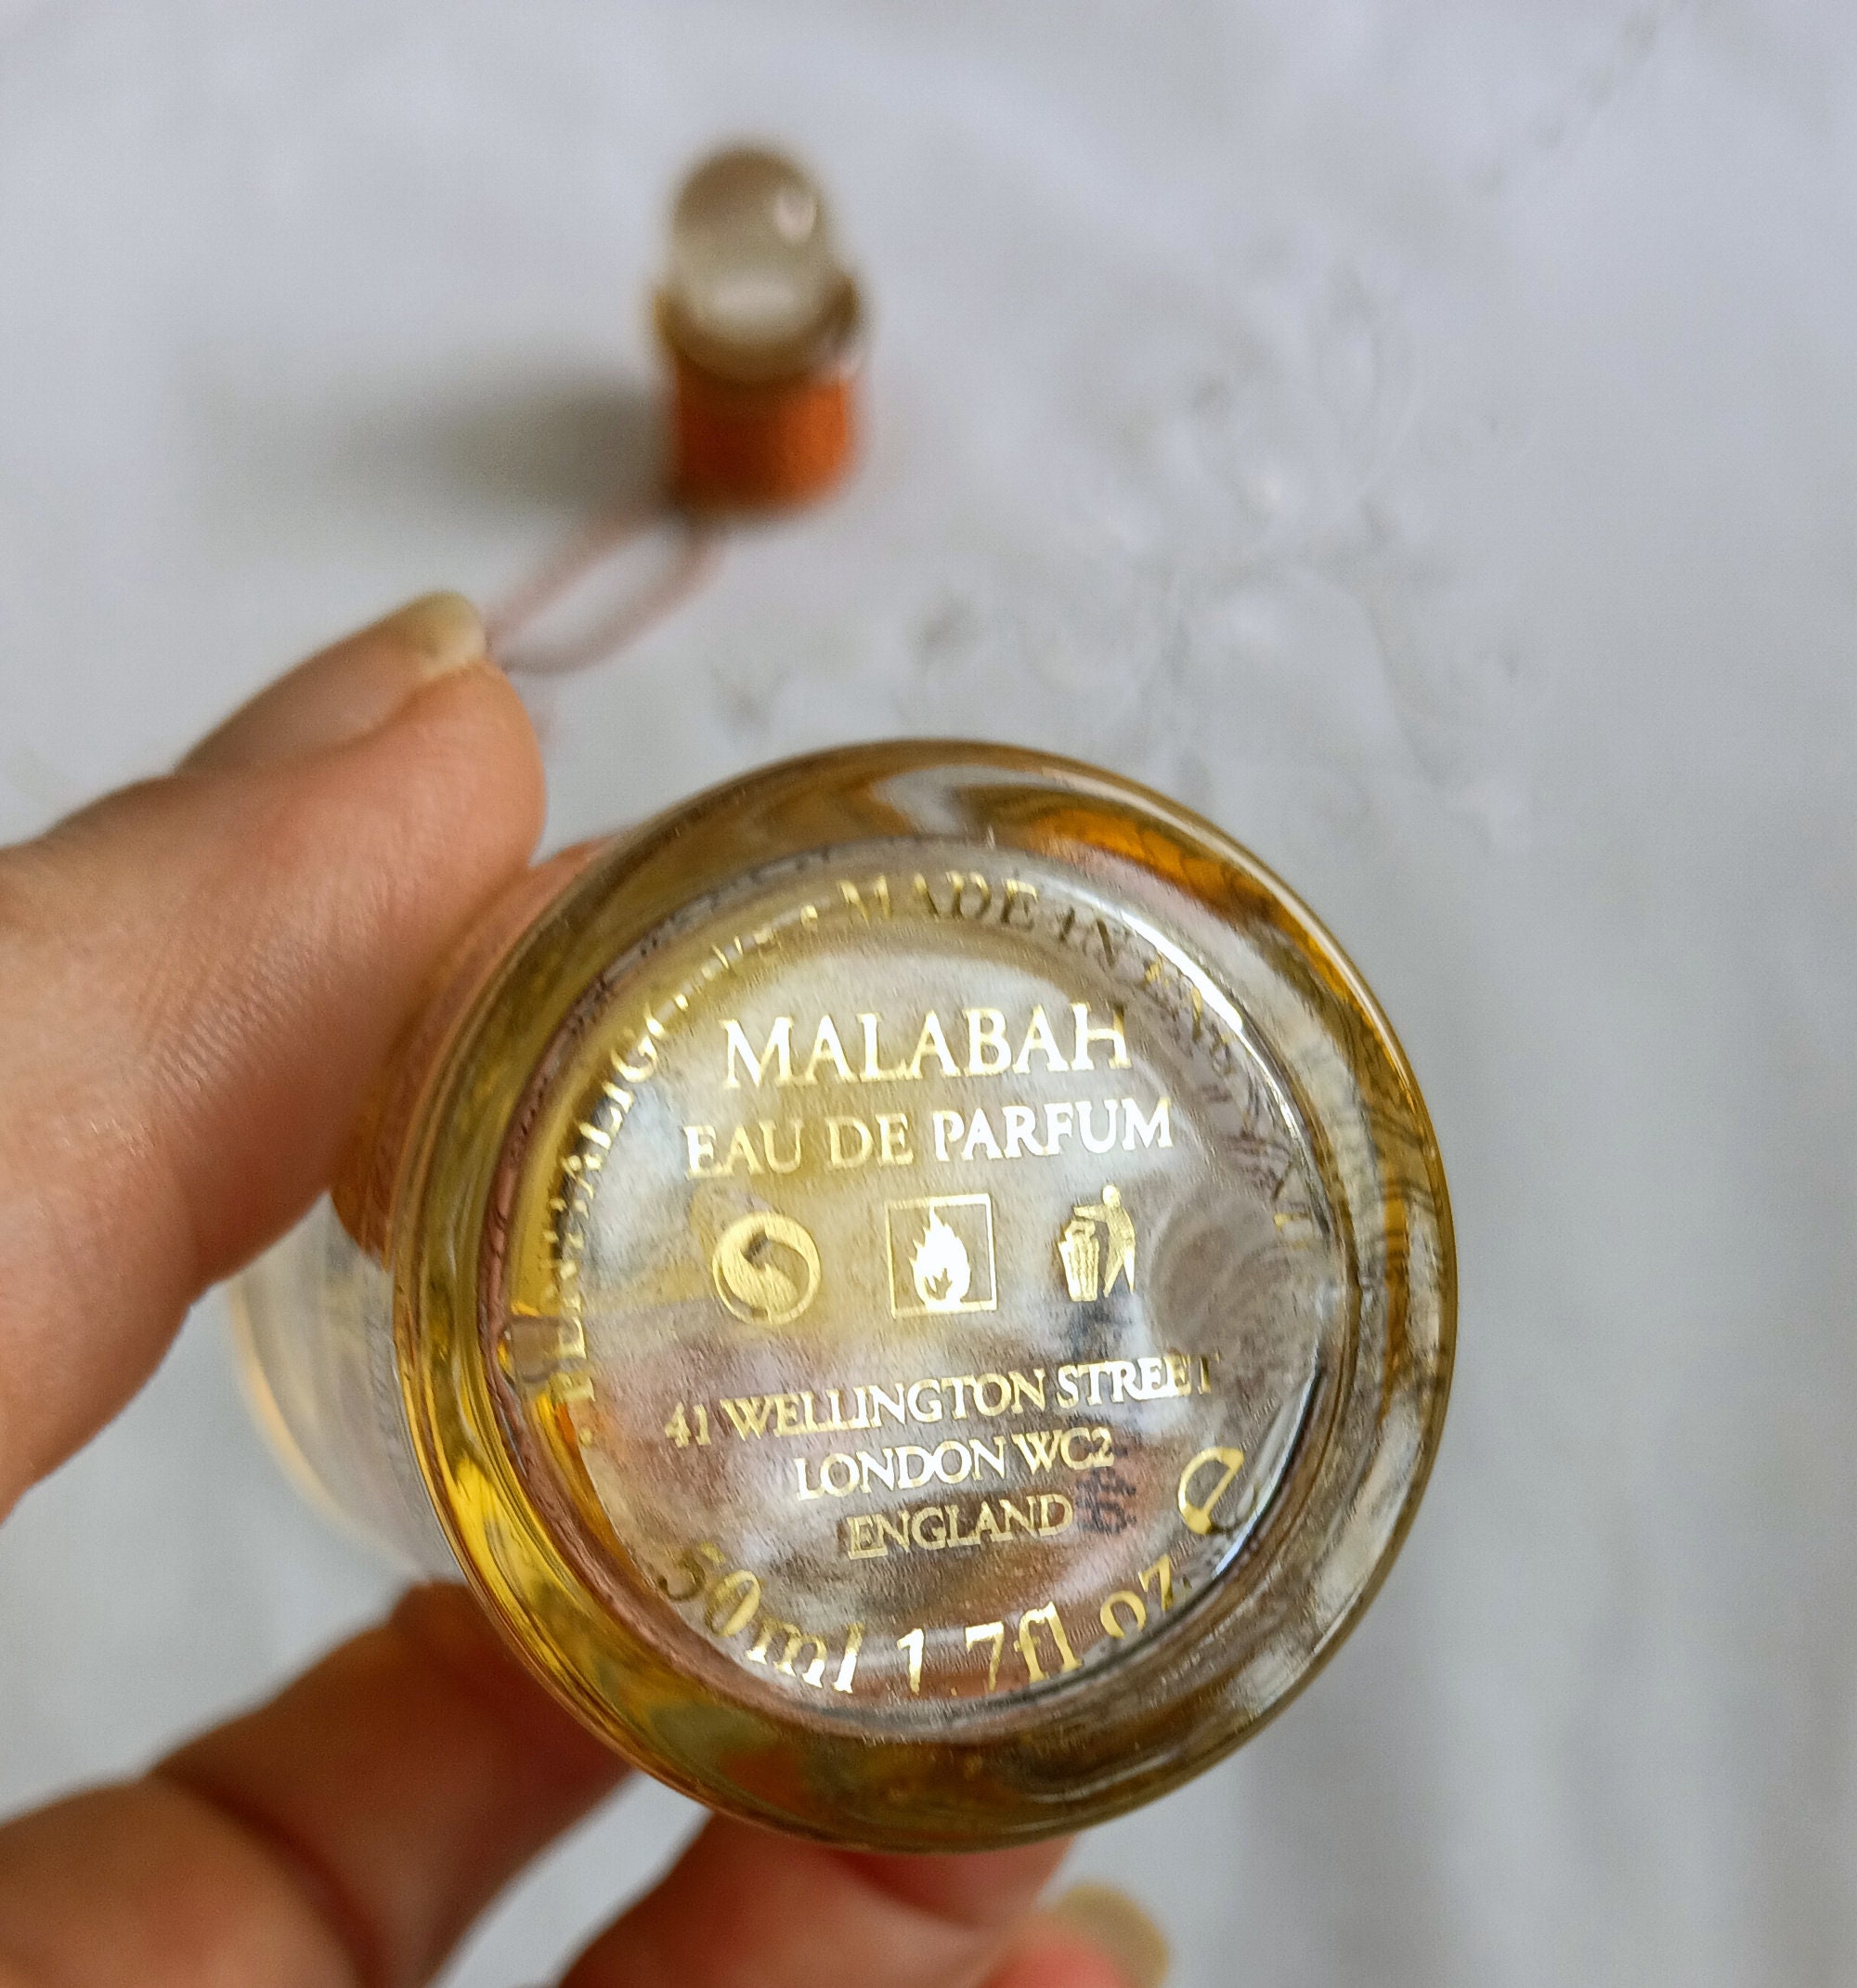 MADE IN
MALABAH
EAU DE PARFUM
41 WELLINGTON STREET
LONDON WC2
ENGLAND
e
50ml 1.7fl oz